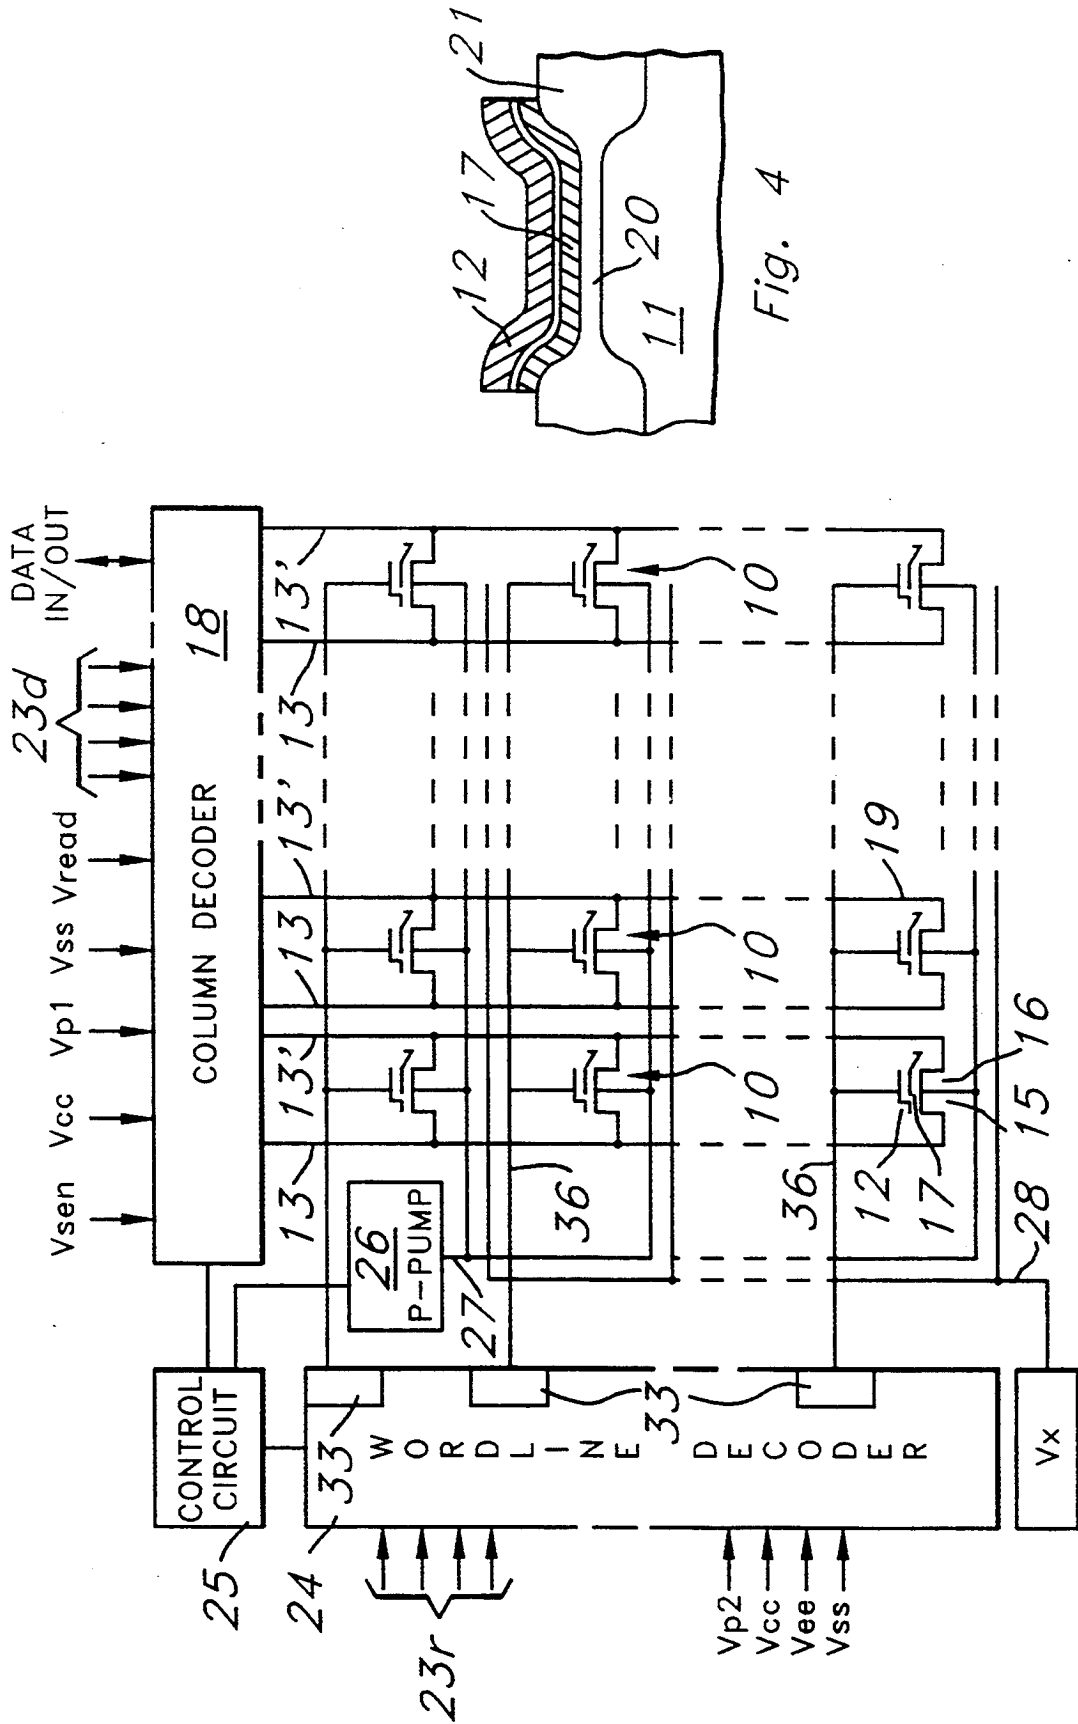 DATA
IN/OUT
23d
Vsen Vcc Vp1 Vss Vread
COLUMN DECODER 18
CONTROL
CIRCUIT
25
26
P-PUMP
13 13' 13 13' 13 13'
24
33
27
36
10 10 10
WORDLINE DECODER
33
23r
36
19
12
17
15
16
28
Vp2
Vcc
Vee
Vss
Vx
12
17
21
20
11
Fig. 4